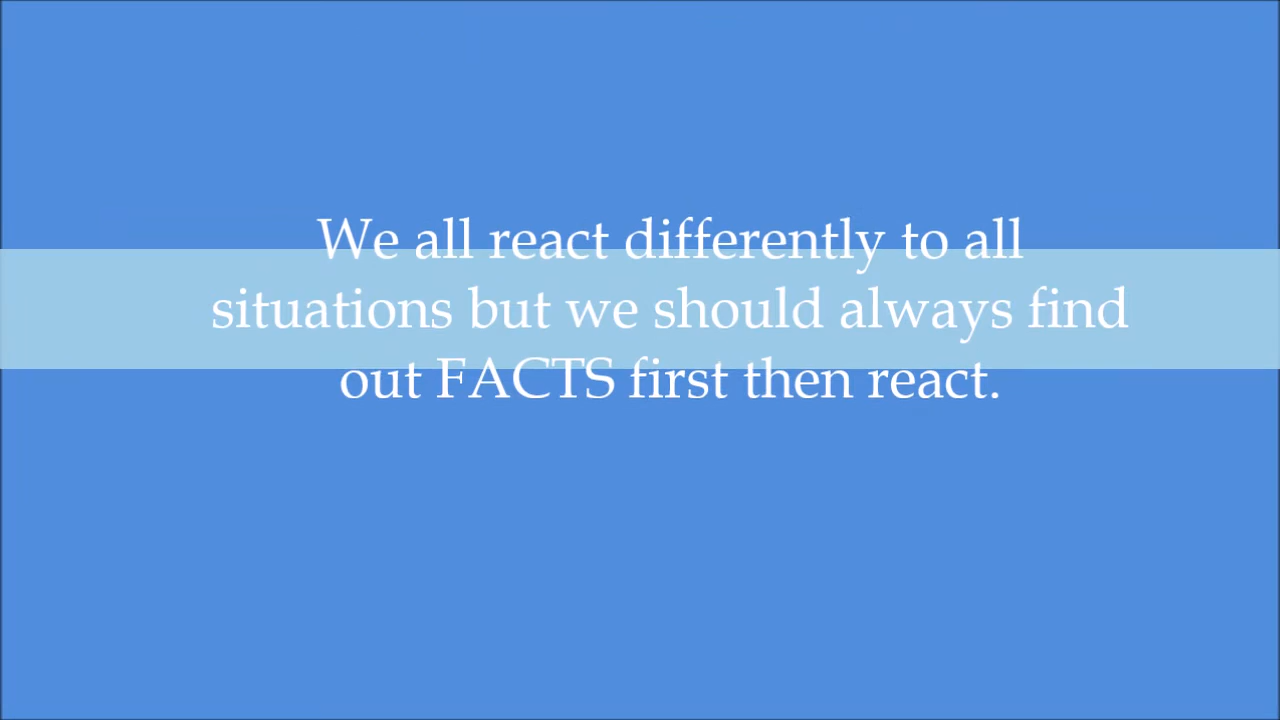 We all react differently to all
situations but we should always find
out FACTS first then react.